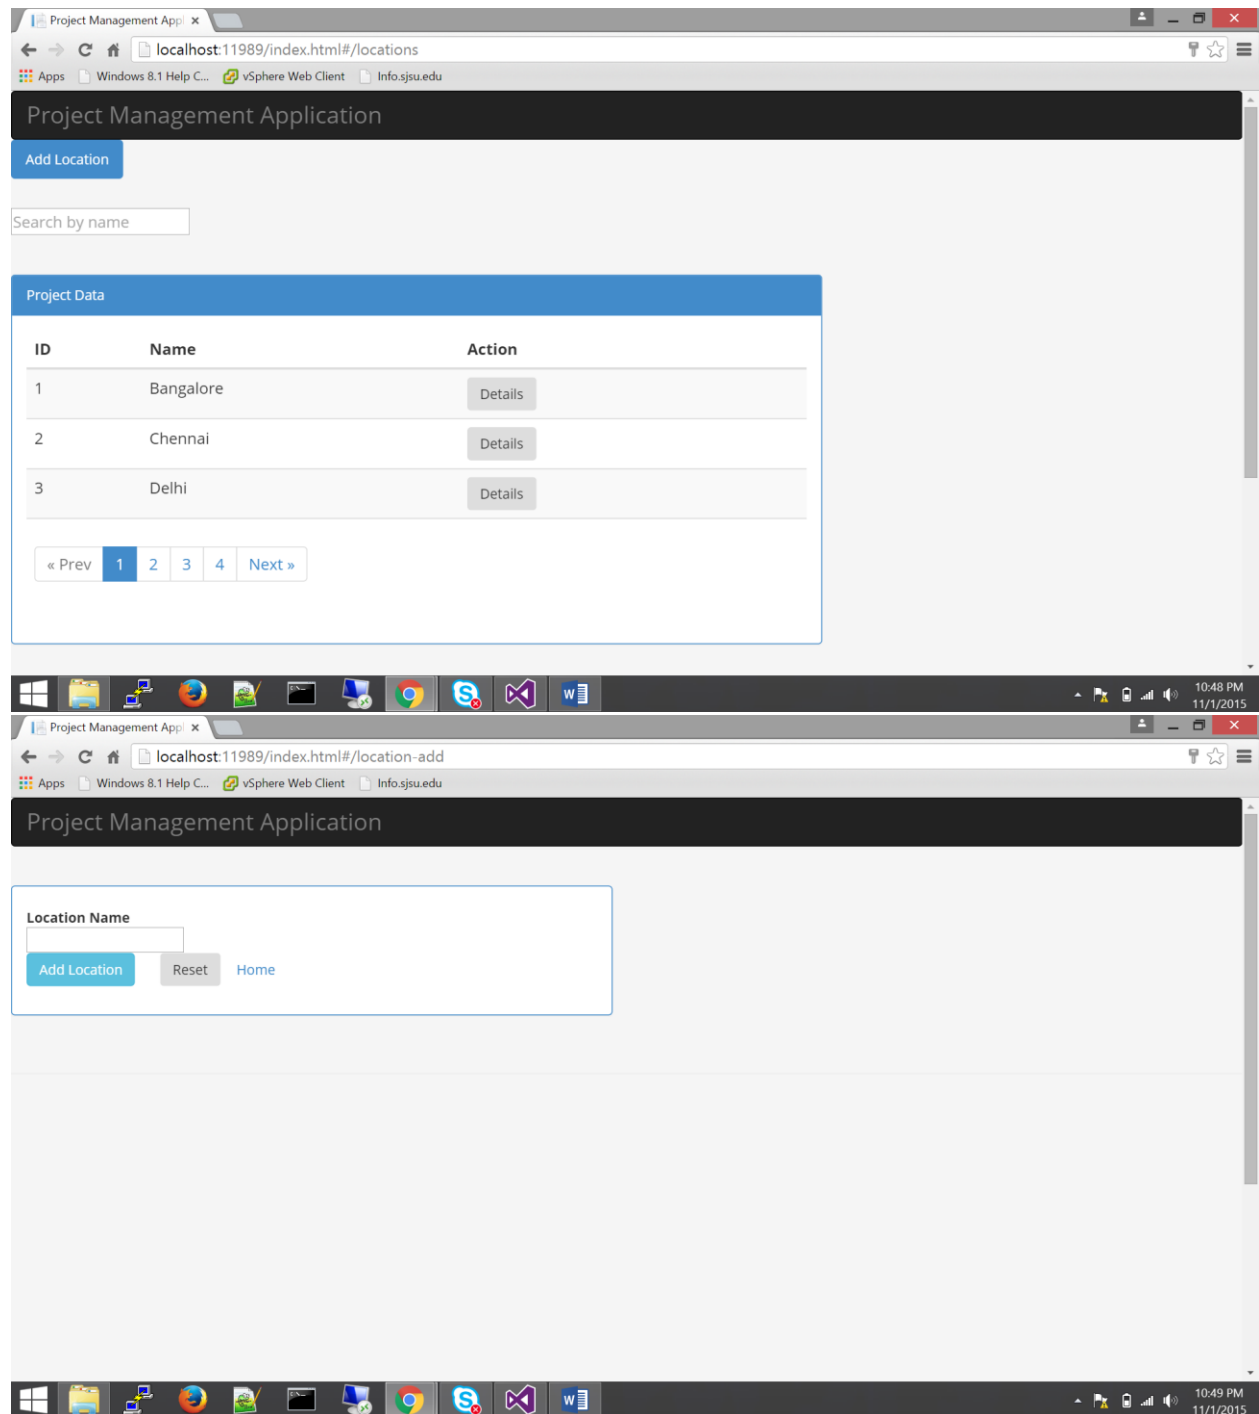 Project Management Appl
localhost:11989/index.html#/locations
Apps Windows 8.1 Help C... vSphere Web Client Info.sjsu.edu
Project Management Application
Add Location
Search by name
Project Data
ID Name Action
1 Bangalore Details
2 Chennai Details
3 Delhi Details
« Prev 1 2 3 4 Next »
10:48 PM
11/1/2015
Project Management Appl
localhost:11989/index.html#/location-add
Apps Windows 8.1 Help C... vSphere Web Client Info.sjsu.edu
Project Management Application
Location Name
Add Location Reset Home
10:49 PM
11/1/2015